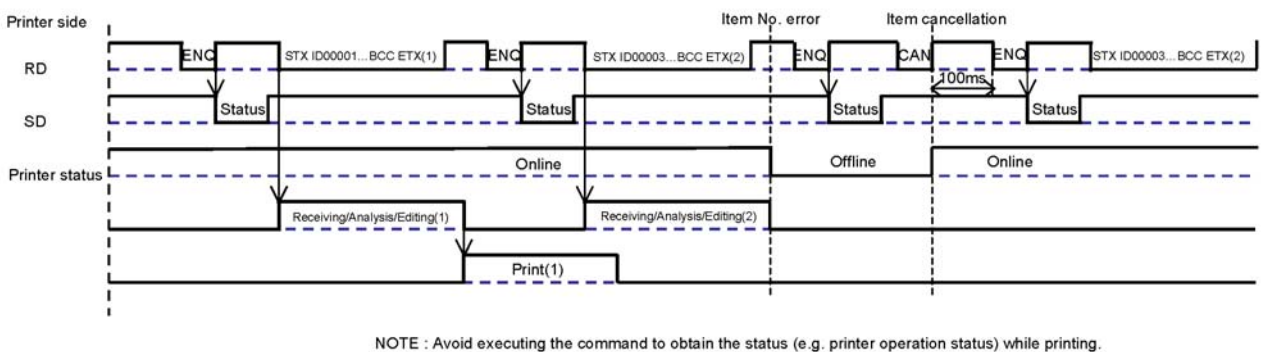 Printer side
Item No. error
Item cancellation
RD
ENQ
STX ID00001...BCC ETX(1)
ENQ
STX ID00003...BCC ETX(2)
ENQ
CAN
ENQ
STX ID00003...BCC ETX(2)
100ms
SD
Status
Status
Status
Status
Printer status
Online
Offline
Online
Receiving/Analysis/Editing(1)
Receiving/Analysis/Editing(2)
Print(1)
NOTE : Avoid executing the command to obtain the status (e.g. printer operation status) while printing.